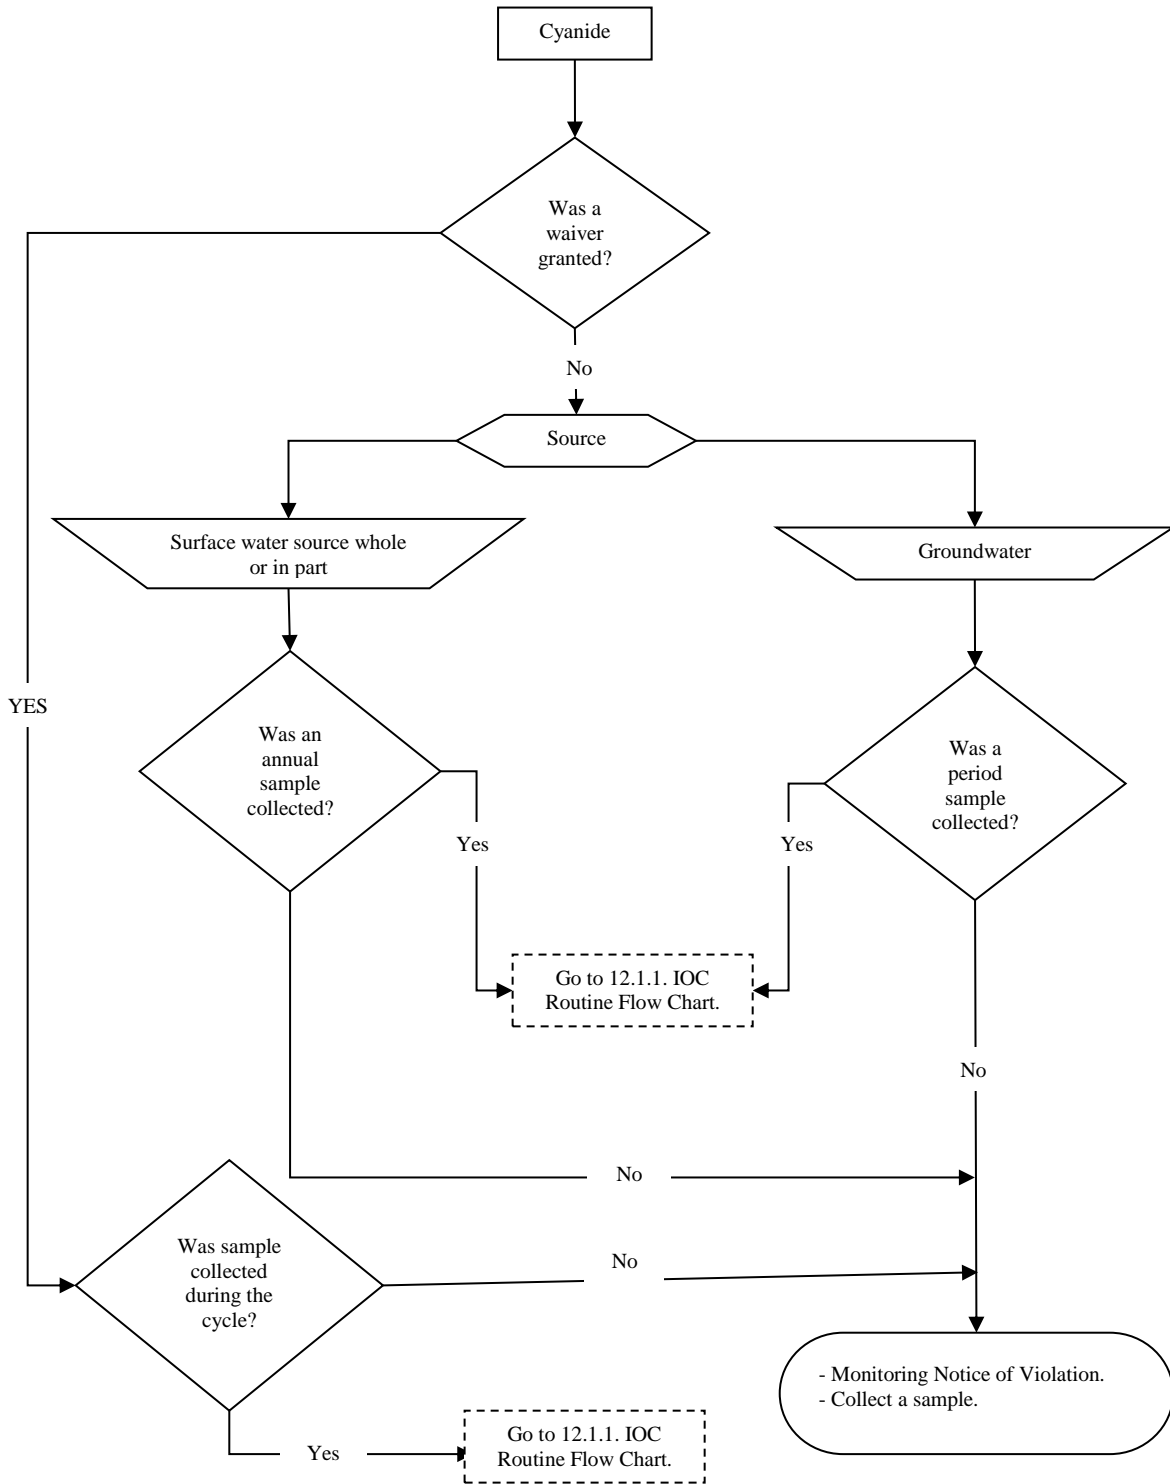 Cyanide
Was a
waiver
granted?
No
Source
Surface water source whole
or in part
Groundwater
YES
Was an
annual
sample
collected?
Was a
period
sample
collected?
Yes
Yes
Go to 12.1.1. IOC
Routine Flow Chart.
No
No
Was sample
collected
during the
cycle?
No
- Monitoring Notice of Violation.
- Collect a sample.
Yes
Go to 12.1.1. IOC
Routine Flow Chart.